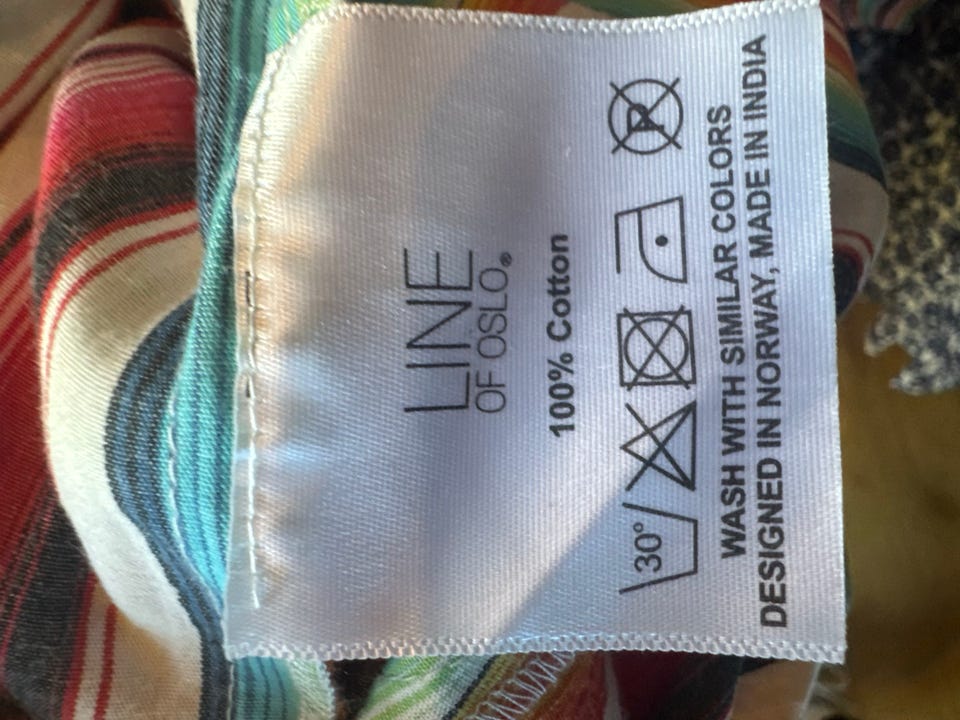 LINE
OF OSLO®
100% Cotton
30° P
WASH WITH SIMILAR COLORS
DESIGNED IN NORWAY, MADE IN INDIA